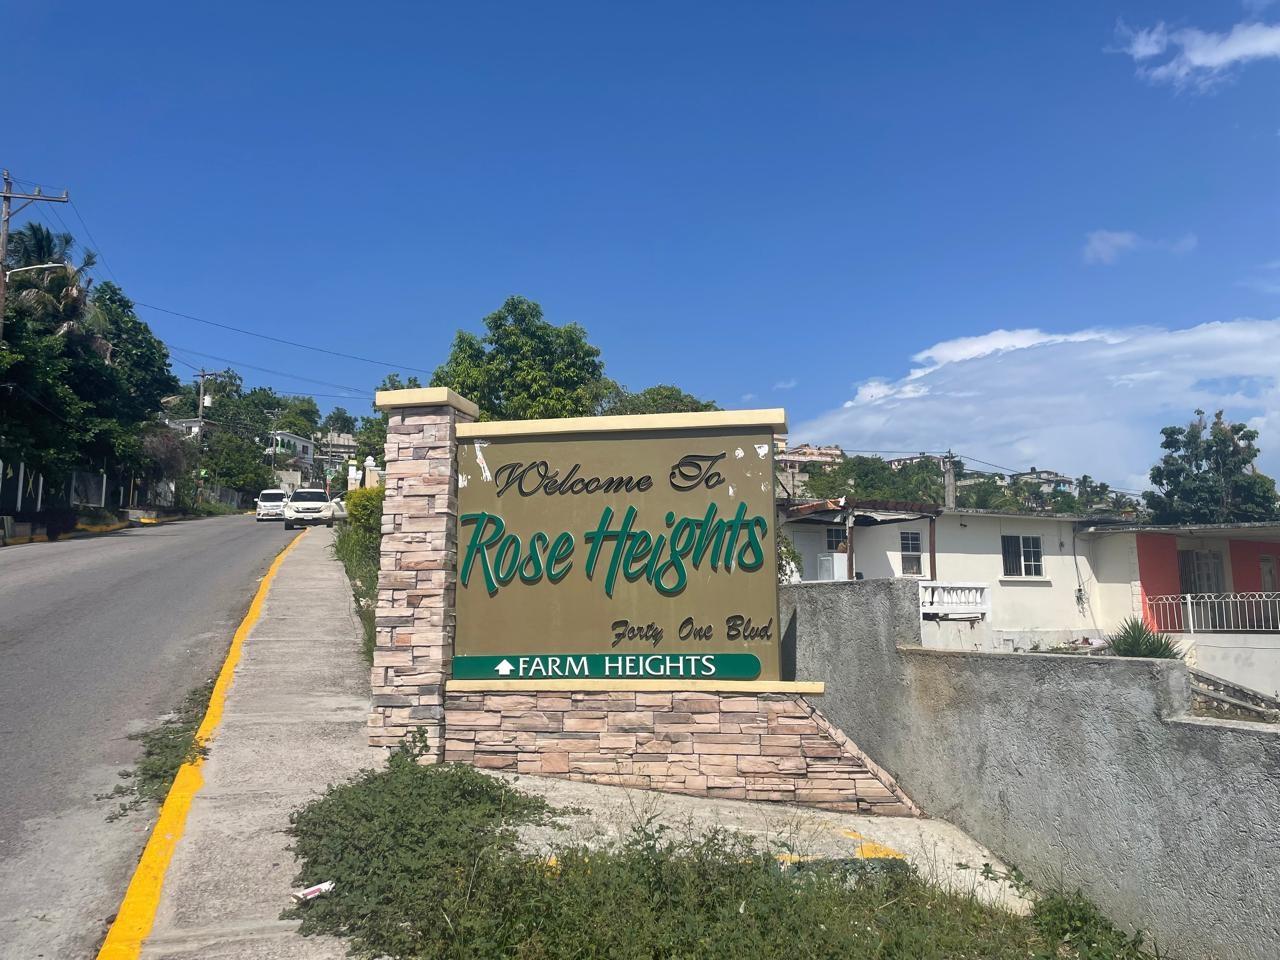 Welcome To
Rose Heights
Forty One Blvd
FARM HEIGHTS